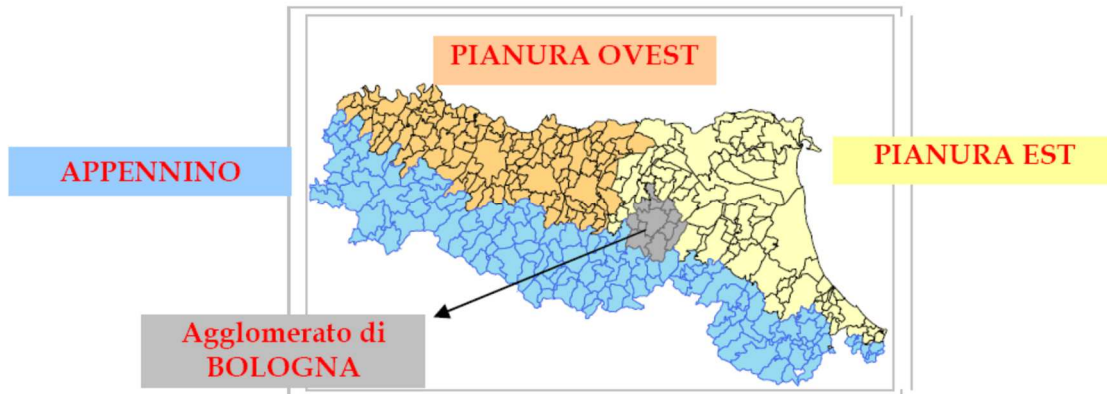 PIANURA OVEST
APPENNINO
PIANURA EST
Agglomerato di
BOLOGNA